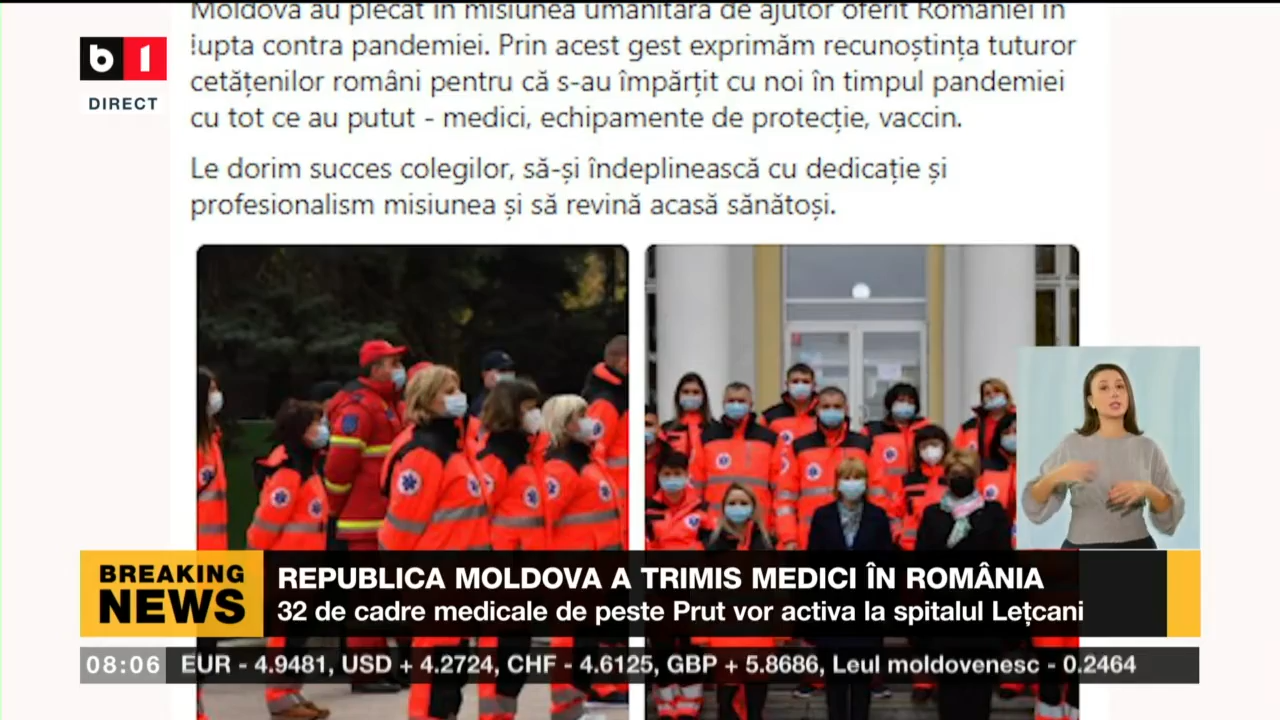 Moldova au plecat în misiunea umanitară de ajutor oferit României în
lupta contra pandemiei. Prin acest gest exprimăm recunoștința tuturor
cetățenilor români pentru că s-au împărțit cu noi în timpul pandemiei
cu tot ce au putut - medici, echipamente de protecție, vaccin.
Le dorim succes colegilor, să-și îndeplinească cu dedicație și
profesionalism misiunea și să revină acasă sănătoși.
b1
DIRECT
BREAKING
NEWS
REPUBLICA MOLDOVA A TRIMIS MEDICI ÎN ROMÂNIA
32 de cadre medicale de peste Prut vor activa la spitalul Lețcani
08:06 EUR - 4.9481, USD + 4.2724, CHF - 4.6125, GBP + 5.8686, Leul moldovenesc - 0.2464